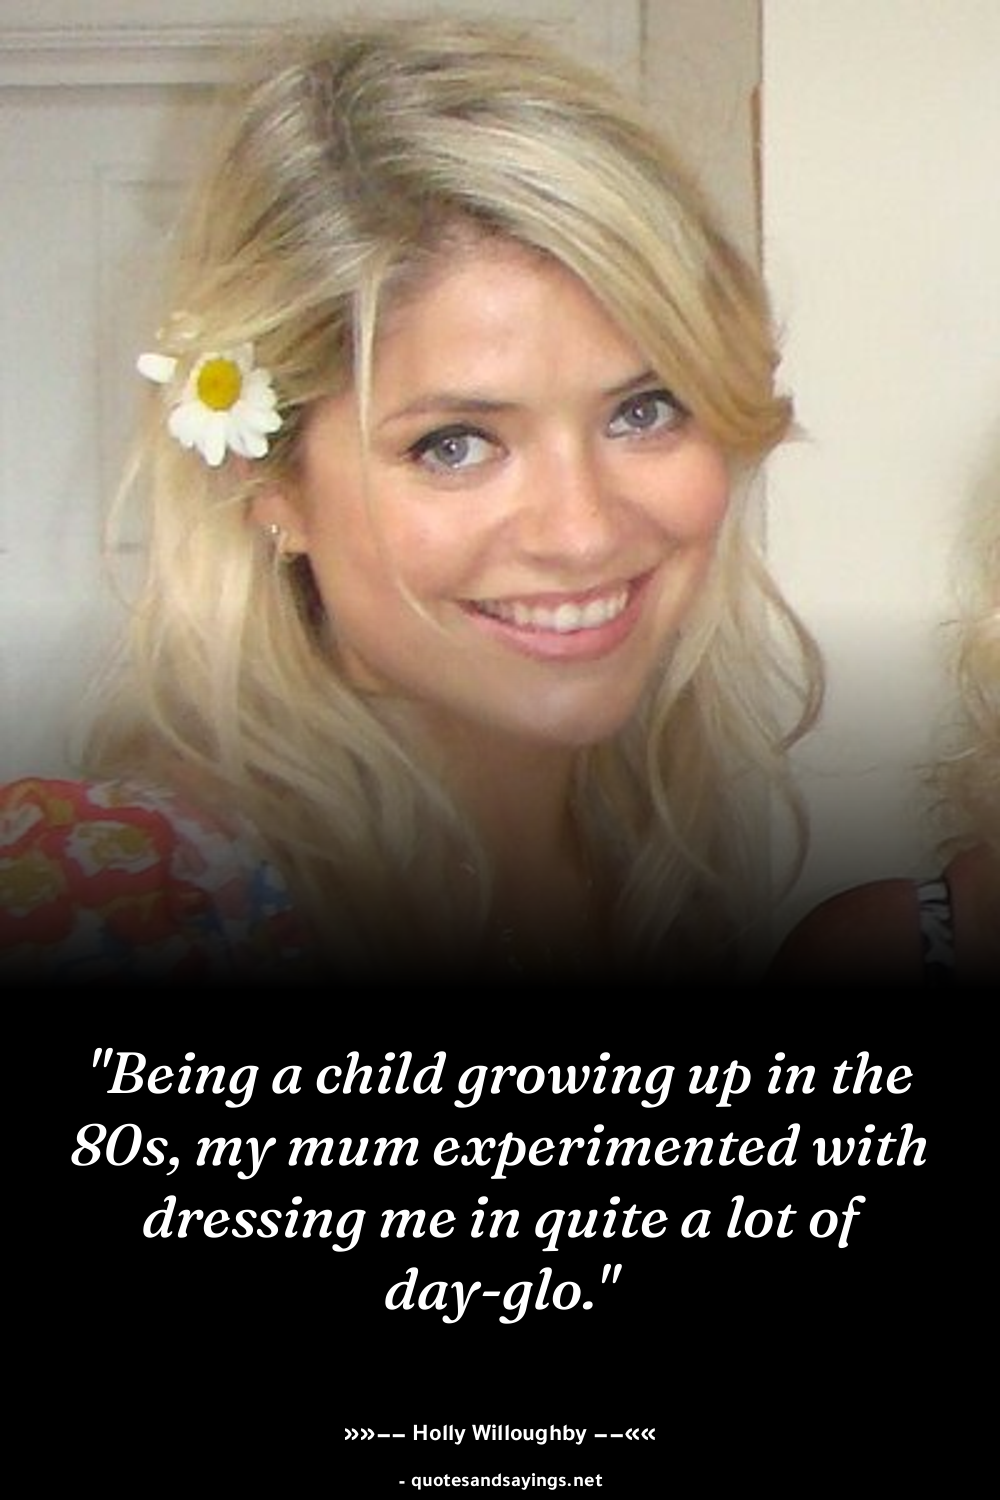 "Being a child growing up in the
80s, my mum experimented with
dressing me in quite a lot of
day-glo."
»»−− Holly Willoughby −−««
- quotesandsayings.net